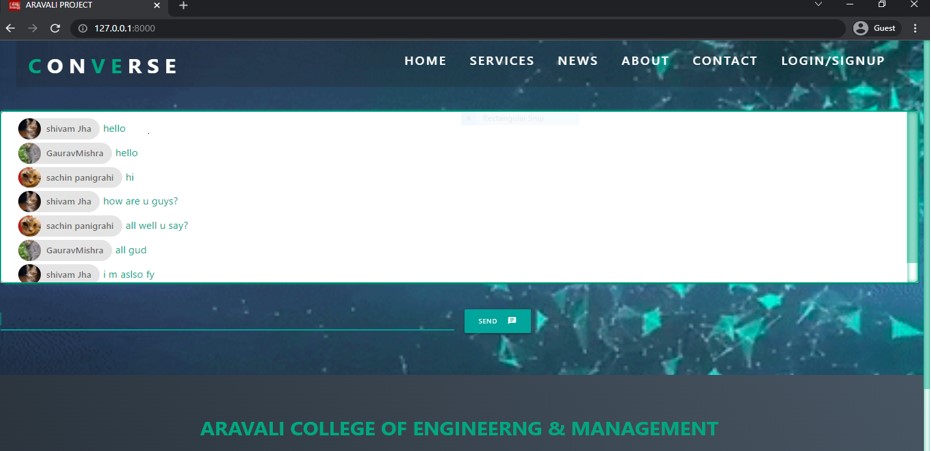 ARAVALI PROJECT
127.0.0.1:8000
Guest
CONVERSE
HOME SERVICES NEWS ABOUT CONTACT LOGIN/SIGNUP
Rectangular Snip
shivam Jha hello
GauravMishra hello
sachin panigrahi hi
shivam Jha how are u guys?
sachin panigrahi all well u say?
GauravMishra all gud
shivam Jha i m aslso fy
SEND
ARAVALI COLLEGE OF ENGINEERNG & MANAGEMENT